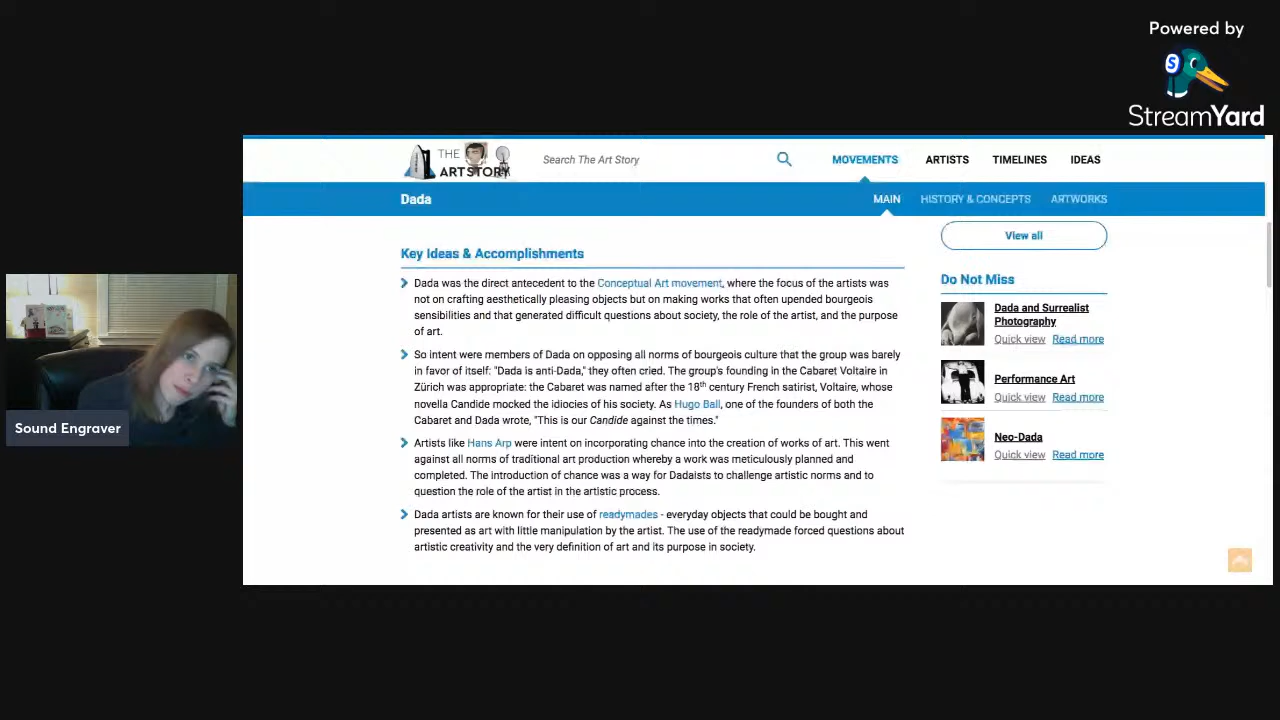 Powered by
S
StreamYard
THE
ARTSTORY
Search The Art Story
MOVEMENTS
ARTISTS
TIMELINES
IDEAS
Dada
MAIN
HISTORY & CONCEPTS
ARTWORKS
Key Ideas & Accomplishments
Dada was the direct antecedent to the Conceptual Art movement, where the focus of the artists was
not on crafting aesthetically pleasing objects but on making works that often upended bourgeois
sensibilities and that generated difficult questions about society, the role of the artist, and the purpose
of art.
So intent were members of Dada on opposing all norms of bourgeois culture that the group was barely
in favor of itself: "Dada is anti-Dada," they often cried. The group's founding in the Cabaret Voltaire in
Zürich was appropriate: the Cabaret was named after the 18th century French satirist, Voltaire, whose
novella Candide mocked the idiocies of his society. As Hugo Ball, one of the founders of both the
Cabaret and Dada wrote, "This is our Candide against the times."
Artists like Hans Arp were intent on incorporating chance into the creation of works of art. This went
against all norms of traditional art production whereby a work was meticulously planned and
completed. The introduction of chance was a way for Dadaists to challenge artistic norms and to
question the role of the artist in the artistic process.
Dada artists are known for their use of readymades - everyday objects that could be bought and
presented as art with little manipulation by the artist. The use of the readymade forced questions about
artistic creativity and the very definition of art and its purpose in society.
View all
Do Not Miss
Dada and Surrealist
Photography
Quick view Read more
Performance Art
Quick view Read more
Neo-Dada
Quick view Read more
Sound Engraver